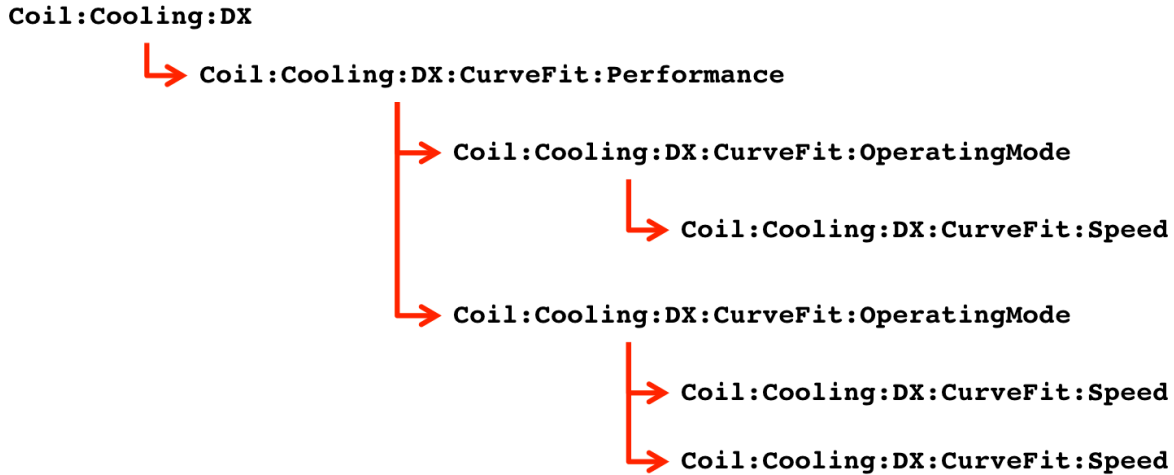 Coil:Cooling:DX
Coil:Cooling:DX:CurveFit:Performance
Coil:Cooling:DX:CurveFit:OperatingMode
Coil:Cooling:DX:CurveFit:Speed
Coil:Cooling:DX:CurveFit:OperatingMode
Coil:Cooling:DX:CurveFit:Speed
Coil:Cooling:DX:CurveFit:Speed